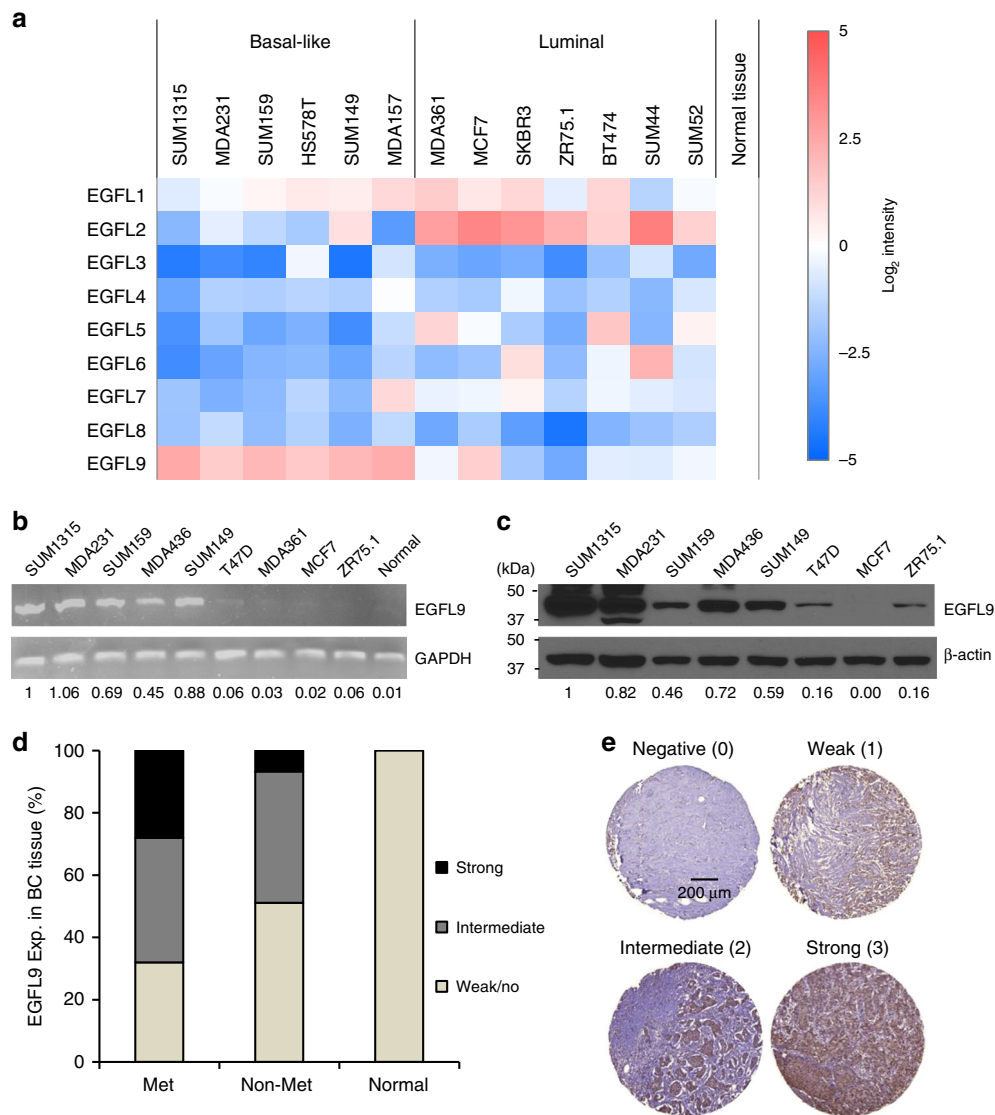 a
Basal-like
Luminal
Normal tissue
SUM1315
MDA231
SUM159
HS578T
SUM149
MDA157
MDA361
MCF7
SKBR3
ZR75.1
BT474
SUM44
SUM52
EGFL1
EGFL2
EGFL3
EGFL4
EGFL5
EGFL6
EGFL7
EGFL8
EGFL9
5
2.5
0
−2.5
−5
Log₂ intensity
b
SUM1315
MDA231
SUM159
MDA436
SUM149
T47D
MDA361
MCF7
ZR75.1
Normal
EGFL9
GAPDH
1 1.06 0.69 0.45 0.88 0.06 0.03 0.02 0.06 0.01
c
(kDa)
SUM1315
MDA231
SUM159
MDA436
SUM149
T47D
MCF7
ZR75.1
50
37
EGFL9
50
37
β-actin
1 0.82 0.46 0.72 0.59 0.16 0.00 0.16
d
EGFL9 Exp. in BC tissue (%)
100
80
60
40
20
0
Met Non-Met Normal
Strong
Intermediate
Weak/no
e
Negative (0) Weak (1)
200 µm
Intermediate (2) Strong (3)